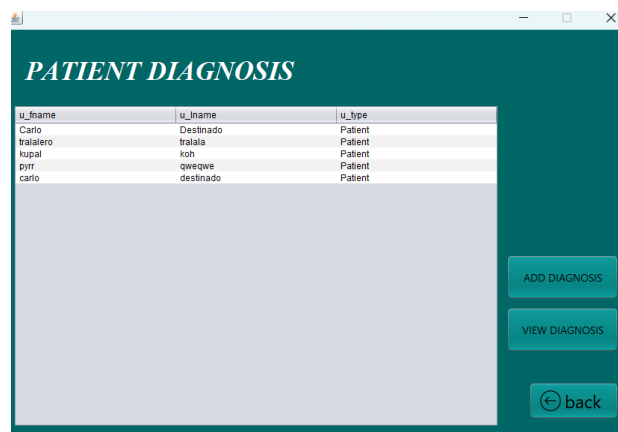 PATIENT DIAGNOSIS
u_fname u_lname u_type
Carlo Destinado Patient
tralalero tralala Patient
kupal koh Patient
pyrr qweqwe Patient
carlo destinado Patient
ADD DIAGNOSIS
VIEW DIAGNOSIS
back